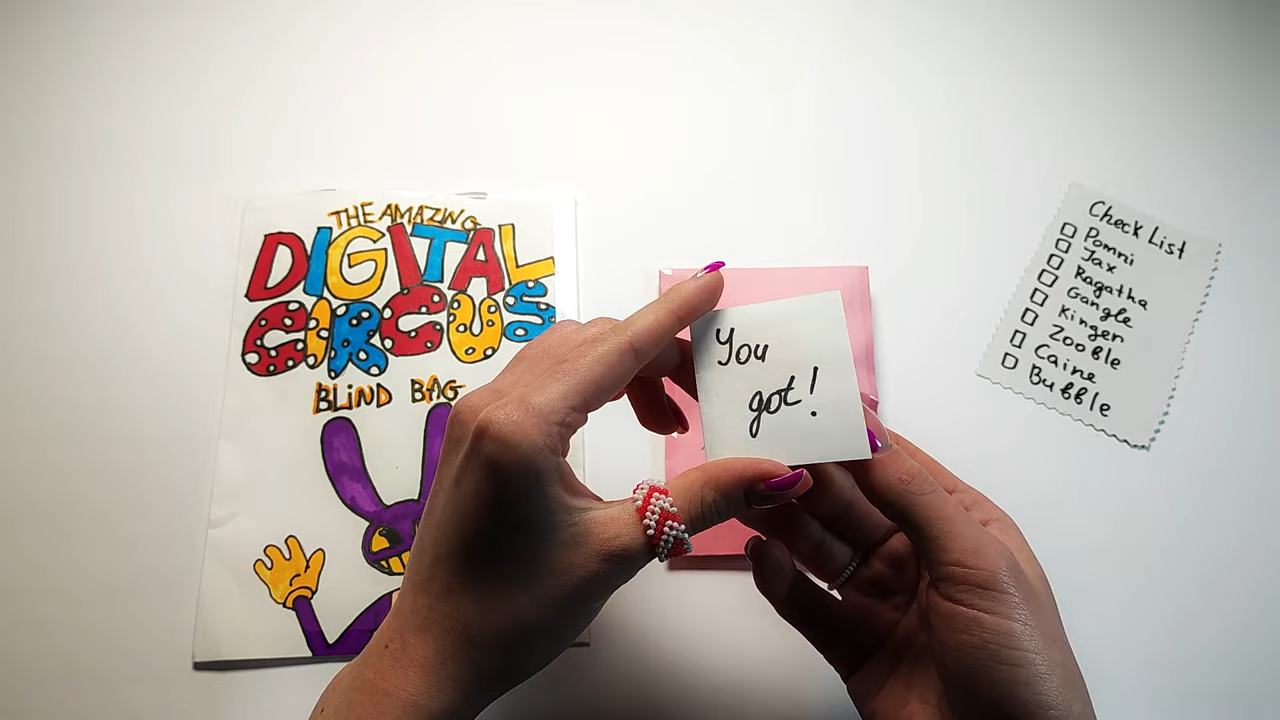 THE AMAZING
DIGITAL
CIRCUS
BLIND BAG
You
got!
Check List
Pomni
Jax
Ragatha
Gangle
Kinger
Zooble
Caine
Bubble